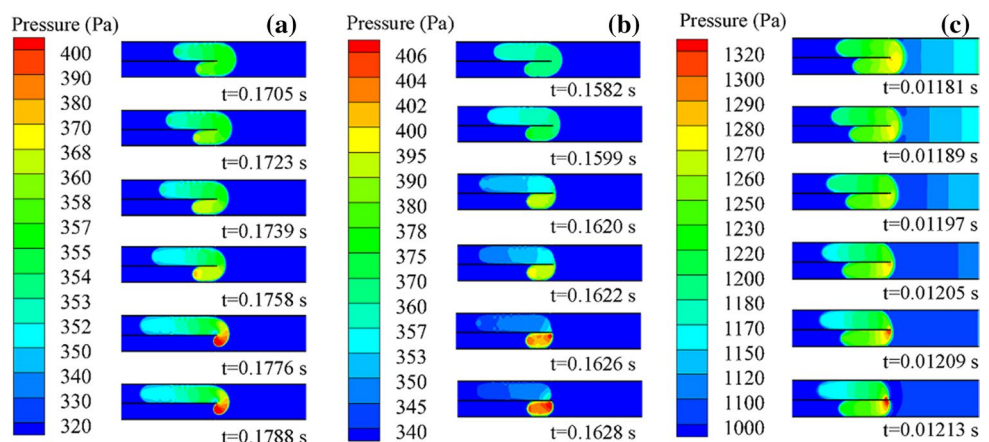 Pressure (Pa)
(a)
400
390
380
370
368
360
358
357
355
354
353
352
350
340
330
320
t=0.1705 s
t=0.1723 s
t=0.1739 s
t=0.1758 s
t=0.1776 s
t=0.1788 s
Pressure (Pa)
(b)
406
404
402
400
395
390
380
378
375
370
360
357
353
350
345
340
t=0.1582 s
t=0.1599 s
t=0.1620 s
t=0.1622 s
t=0.1626 s
t=0.1628 s
Pressure (Pa)
(c)
1320
1300
1290
1280
1270
1260
1250
1230
1220
1200
1180
1170
1150
1120
1100
1000
t=0.01181 s
t=0.01189 s
t=0.01197 s
t=0.01205 s
t=0.01209 s
t=0.01213 s